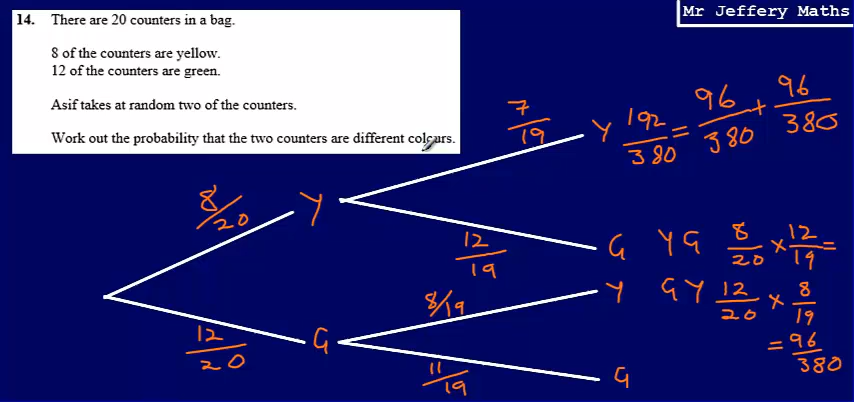 14. There are 20 counters in a bag.
8 of the counters are yellow.
12 of the counters are green.
Asif takes at random two of the counters.
Work out the probability that the two counters are different colours.
Mr Jeffery Maths
7/19
Y 192/380 = 96/380 + 96/380
8/20
Y
12/19
G YG 8/20 × 12/19 =
8/19
Y GY 12/20 × 8/19
= 96/380
12/20
G
11/19
G